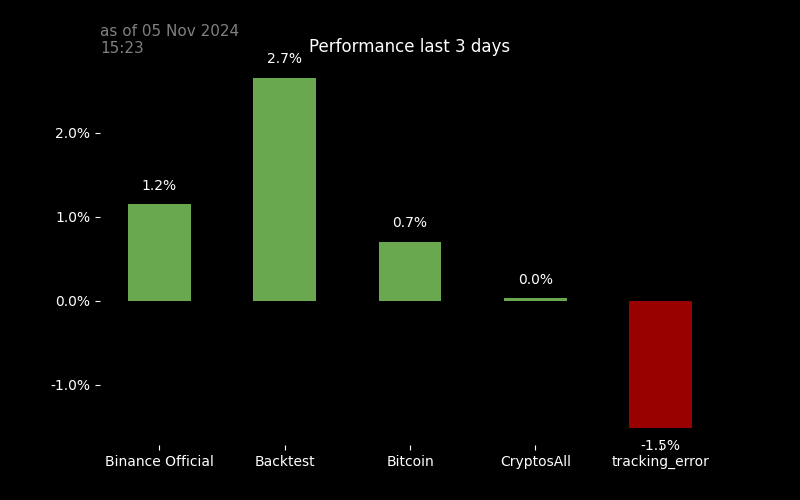 as of 05 Nov 2024
15:23
Performance last 3 days
2.7%
2.0%
1.2%
1.0%
0.7%
0.0%
0.0%
-1.0%
-1.5%
Binance Official
Backtest
Bitcoin
CryptosAll
tracking_error